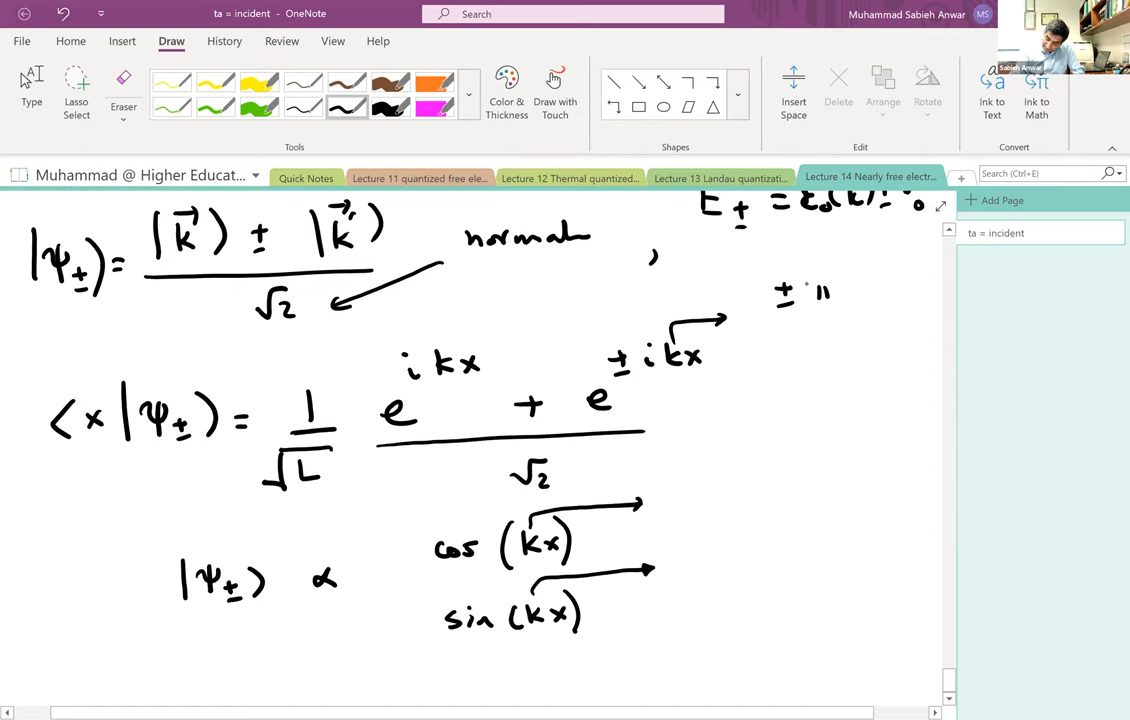 ta = incident - OneNote
Search
Muhammad Sabieh Anwar MS
File Home Insert Draw History Review View Help
Sabieh Anwar
Type
Lasso Select
Eraser
Color & Thickness
Draw with Touch
Insert Space
Delete
Arrange
Rotate
Ink to Text
Ink to Math
Tools
Shapes
Edit
Convert
Muhammad @ Higher Educat...
Quick Notes
Lecture 11 quantized free ele...
Lecture 12 Thermal quantized...
Lecture 13 Landau quantizati...
Lecture 14 Nearly free electr...
Search (Ctrl+E)
Add Page
ta = incident
|ψ±⟩ = (|k⃗⟩ ± |k⃗'⟩) / √2
normal ,
⟨x|ψ±⟩ = 1/√L (e^{ikx} + e^{±ikx}) / √2
± π
|ψ±⟩ ∝ cos (kx)
sin (kx)